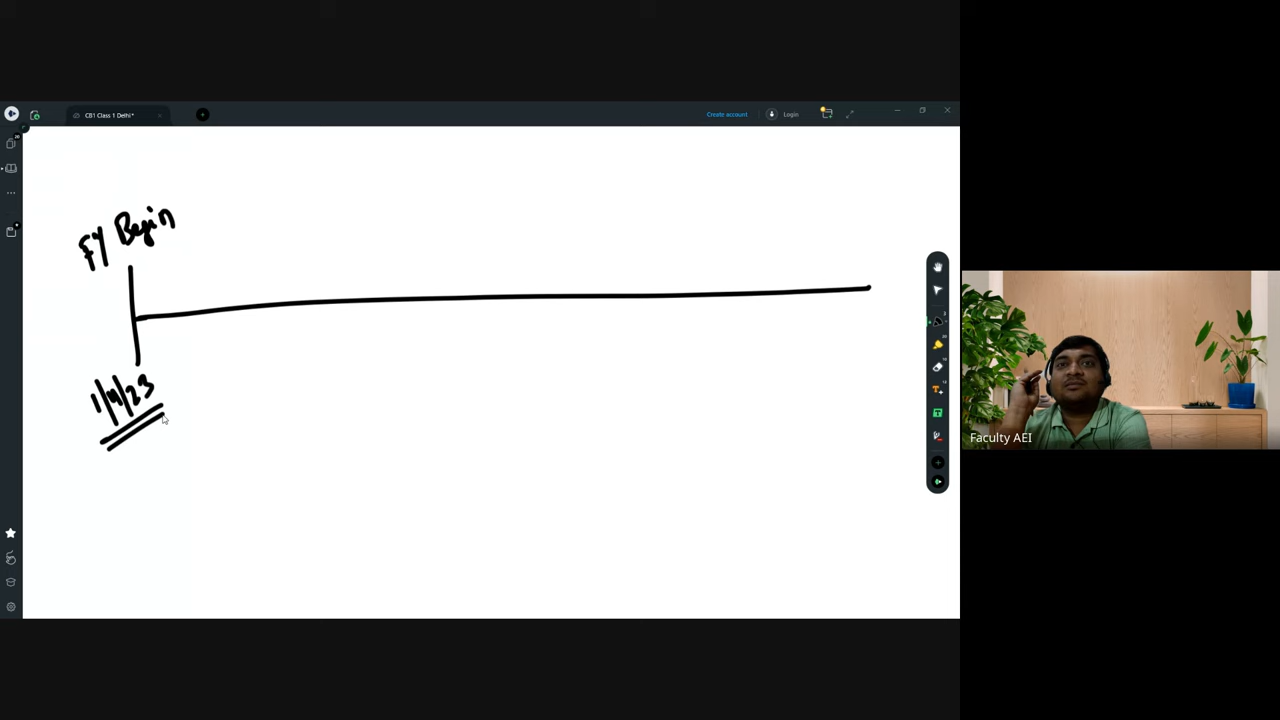 CB1 Class 1 Delhi*
Create account
Login
FY Begin
1/4/23
Faculty AEI